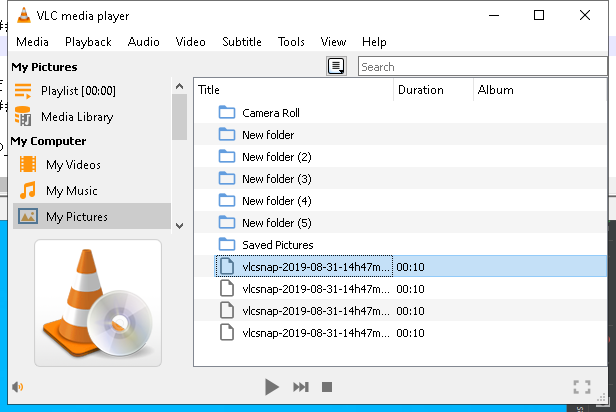 VLC media player
Media Playback Audio Video Subtitle Tools View Help
My Pictures
Search
Playlist [00:00]
Media Library
My Computer
My Videos
My Music
My Pictures
Title Duration Album
Camera Roll
New folder
New folder (2)
New folder (3)
New folder (4)
New folder (5)
Saved Pictures
vlcsnap-2019-08-31-14h47m... 00:10
vlcsnap-2019-08-31-14h47m... 00:10
vlcsnap-2019-08-31-14h47m... 00:10
vlcsnap-2019-08-31-14h47m... 00:10